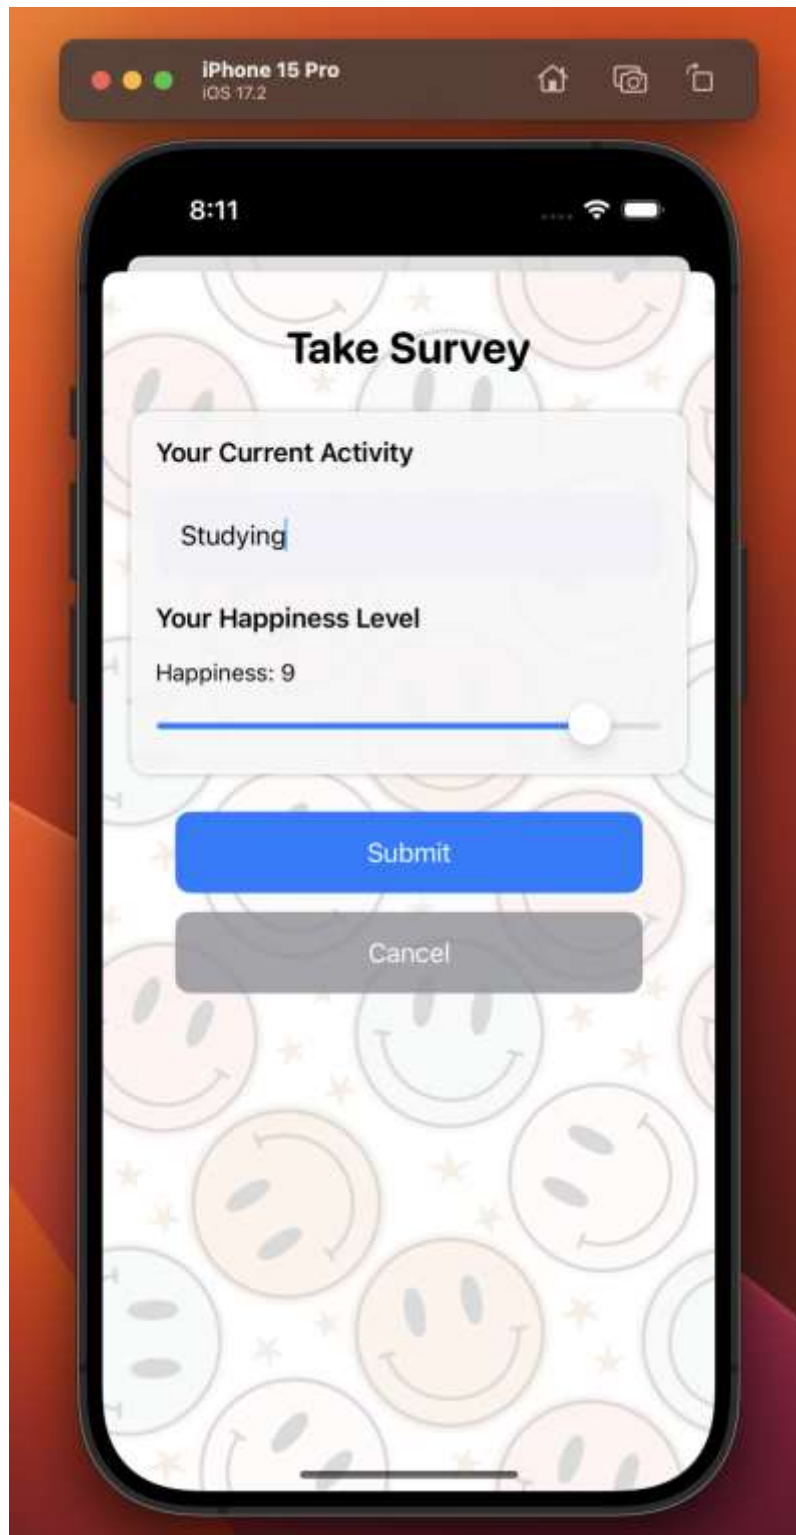 iPhone 15 Pro
iOS 17.2
8:11
Take Survey
Your Current Activity
Studying
Your Happiness Level
Happiness: 9
Submit
Cancel